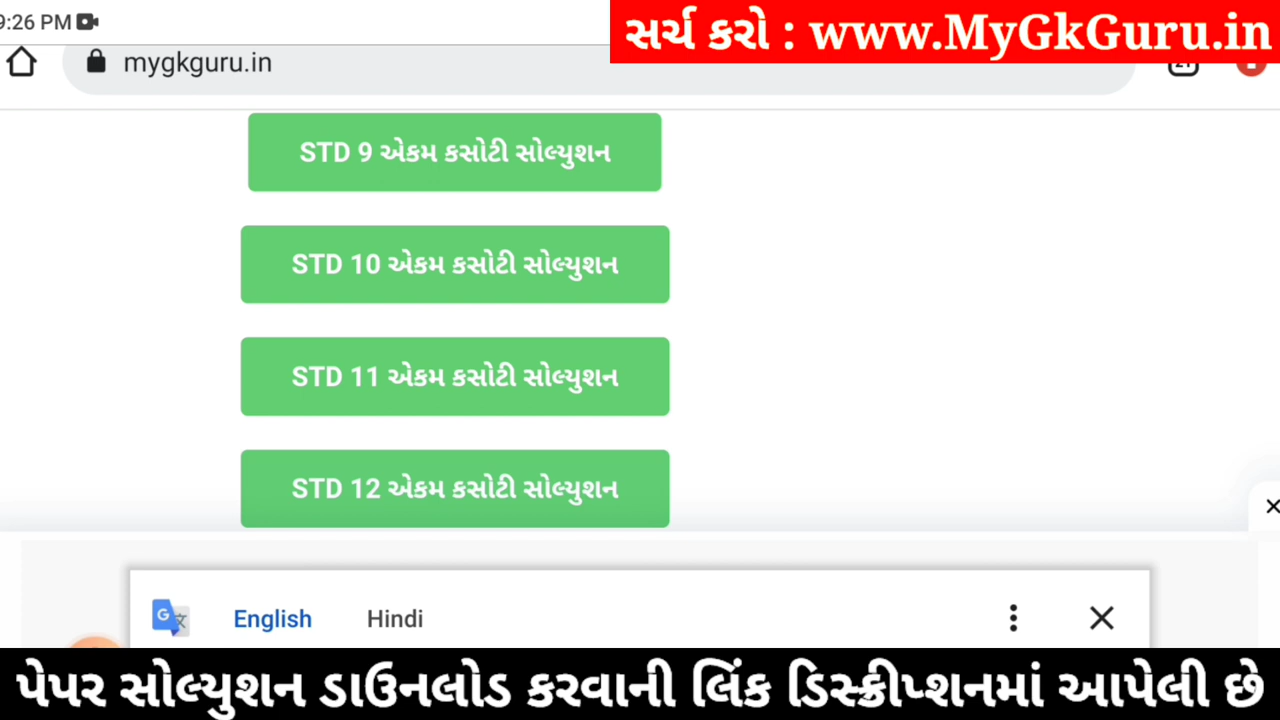 9:26 PM
સર્ચ કરો : www.MyGkGuru.in
mygkguru.in
STD 9 એકમ કસોટી સોલ્યુશન
STD 10 એકમ કસોટી સોલ્યુશન
STD 11 એકમ કસોટી સોલ્યુશન
STD 12 એકમ કસોટી સોલ્યુશન
English Hindi
પેપર સોલ્યુશન ડાઉનલોડ કરવાની લિંક ડિસ્ક્રીપ્શનમાં આપેલી છે